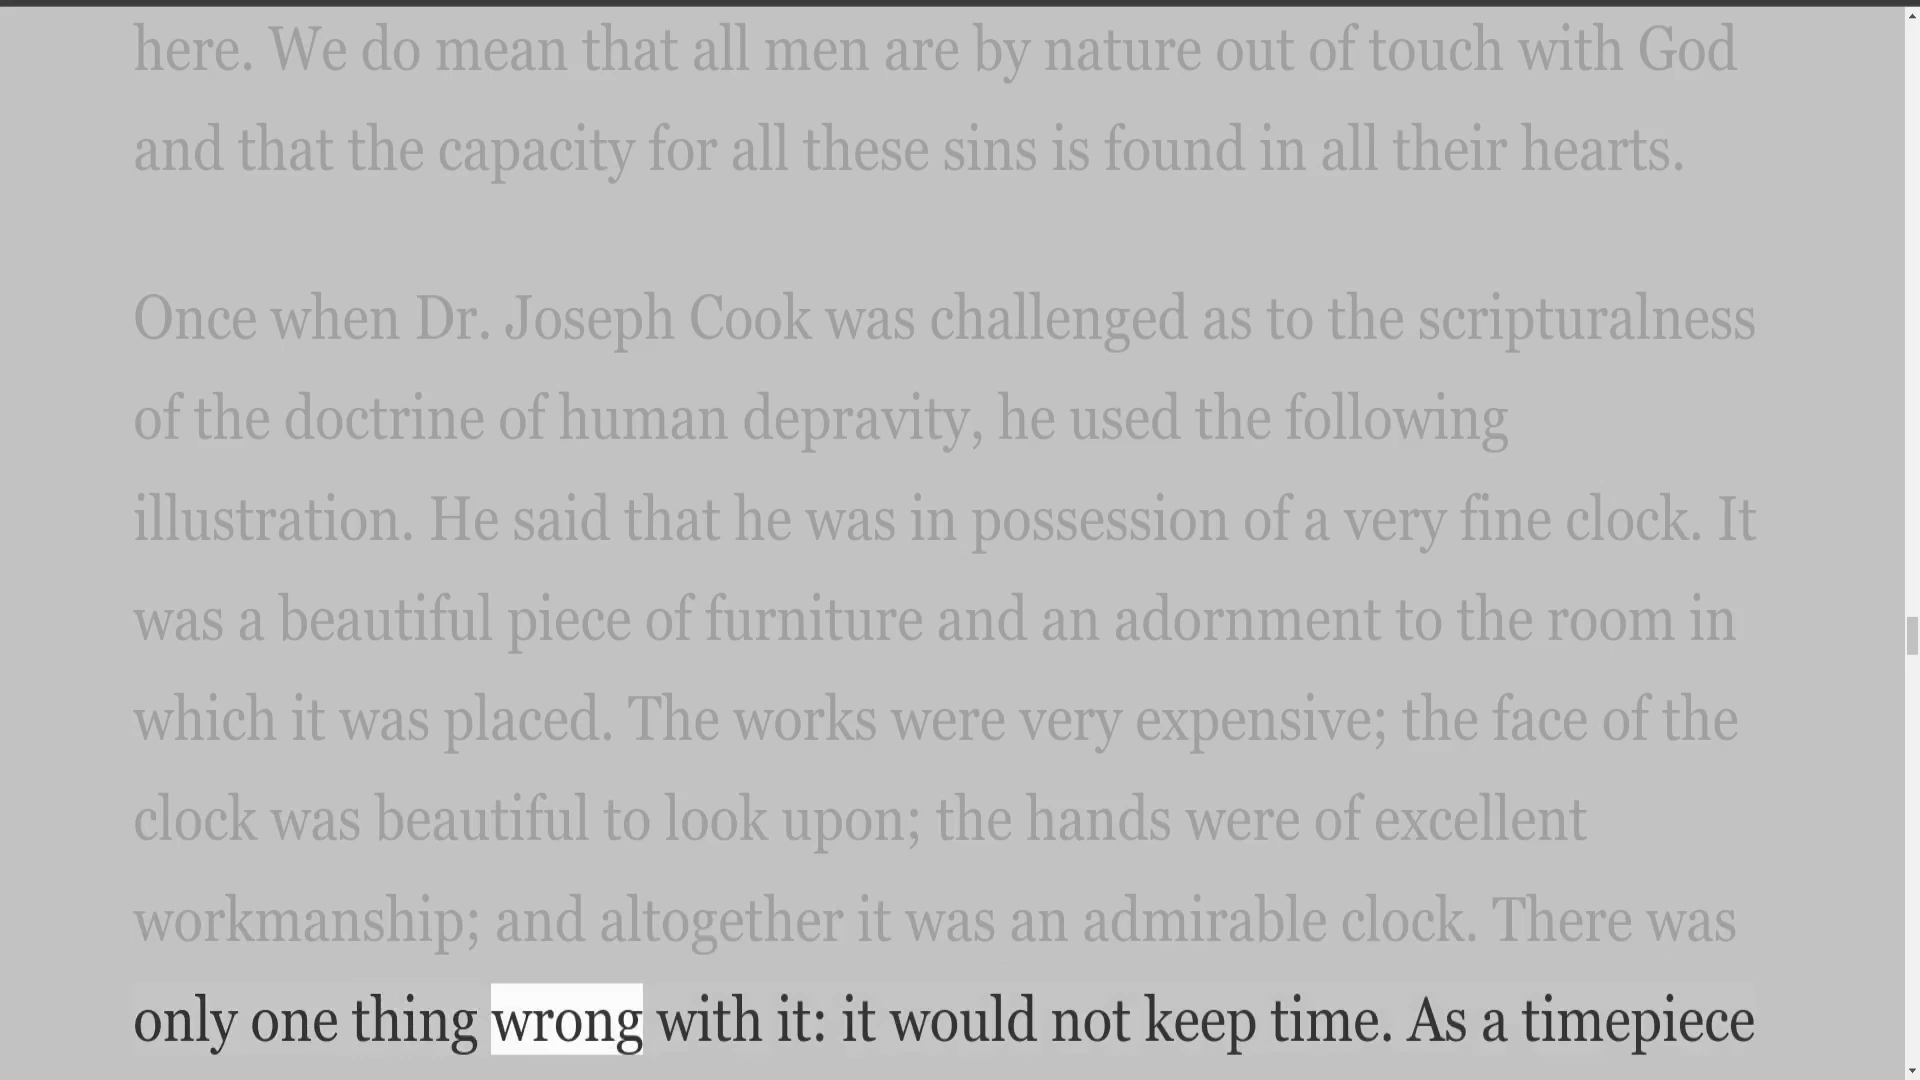 here. We do mean that all men are by nature out of touch with God
and that the capacity for all these sins is found in all their hearts.
Once when Dr. Joseph Cook was challenged as to the scripturalness
of the doctrine of human depravity, he used the following
illustration. He said that he was in possession of a very fine clock. It
was a beautiful piece of furniture and an adornment to the room in
which it was placed. The works were very expensive; the face of the
clock was beautiful to look upon; the hands were of excellent
workmanship; and altogether it was an admirable clock. There was
only one thing wrong with it: it would not keep time. As a timepiece